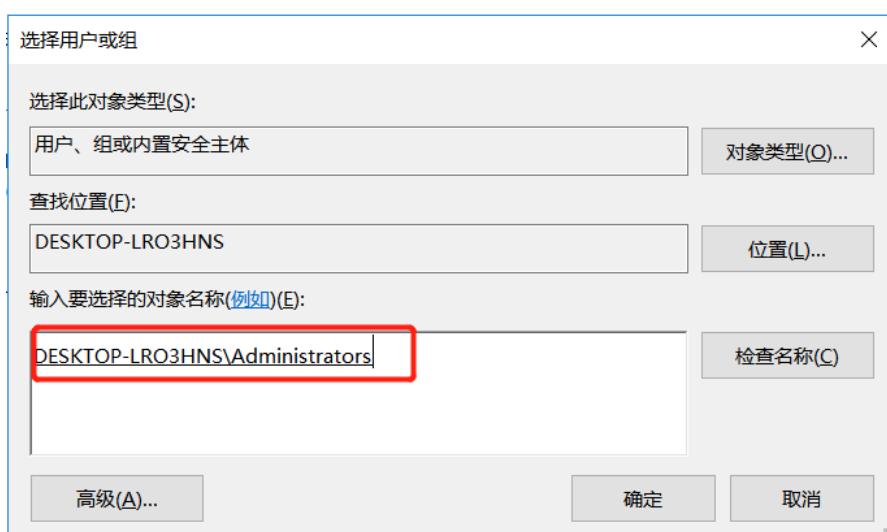 选择用户或组
选择此对象类型(S):
用户、组或内置安全主体
对象类型(O)...
查找位置(F):
DESKTOP-LRO3HNS
位置(L)...
输入要选择的对象名称(例如)(E):
DESKTOP-LRO3HNS\Administrators
检查名称(C)
高级(A)...
确定
取消